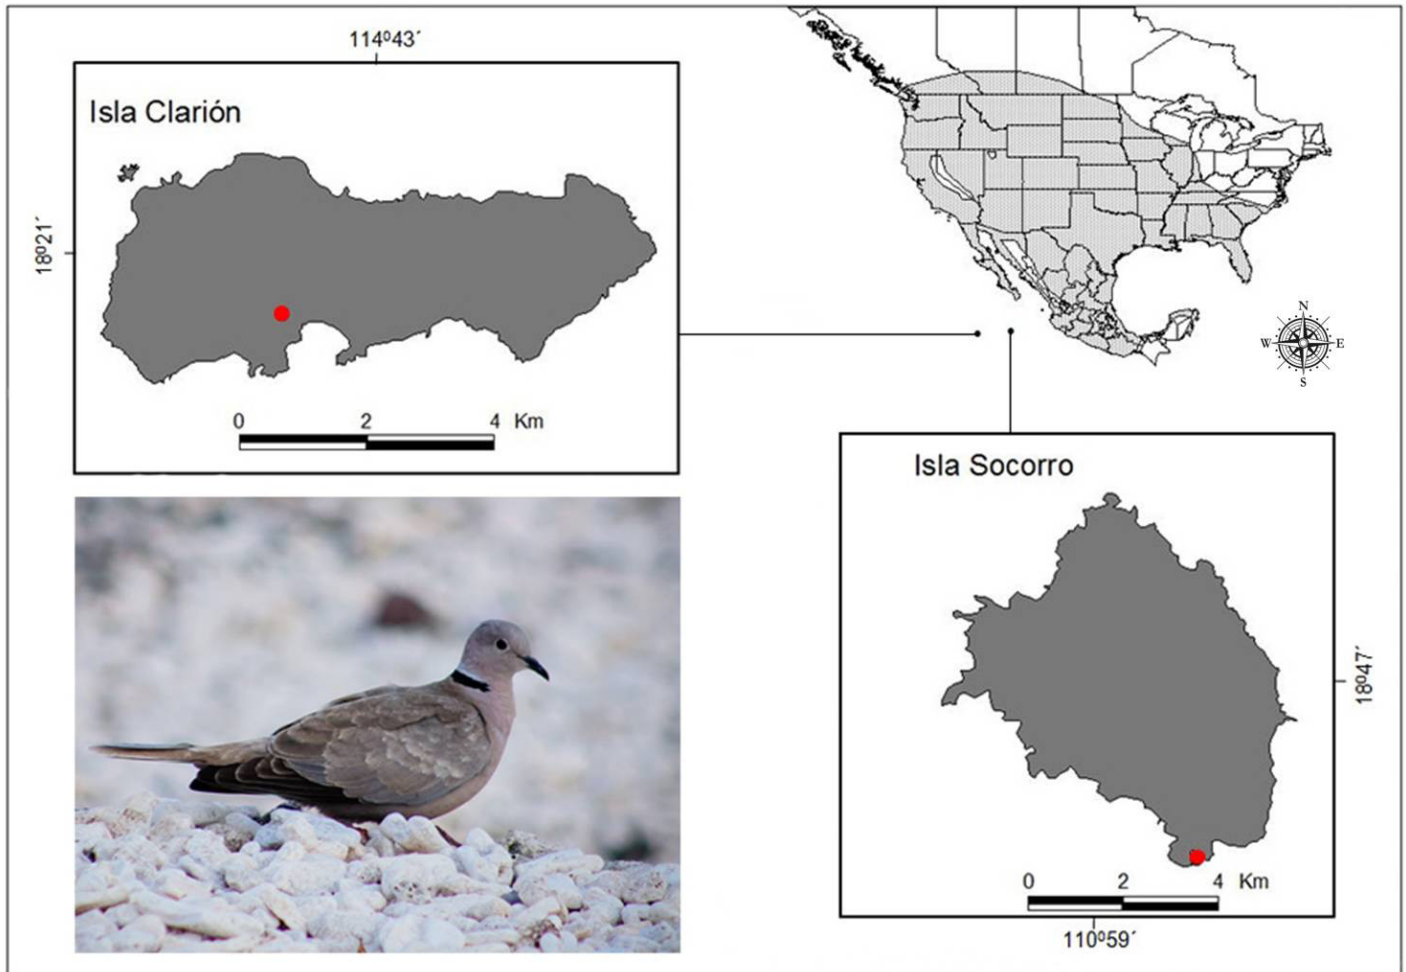 114º43´
Isla Clarión
18º21´
0 2 4 Km
N
W E
S
Isla Socorro
18º47´
0 2 4 Km
110º59´